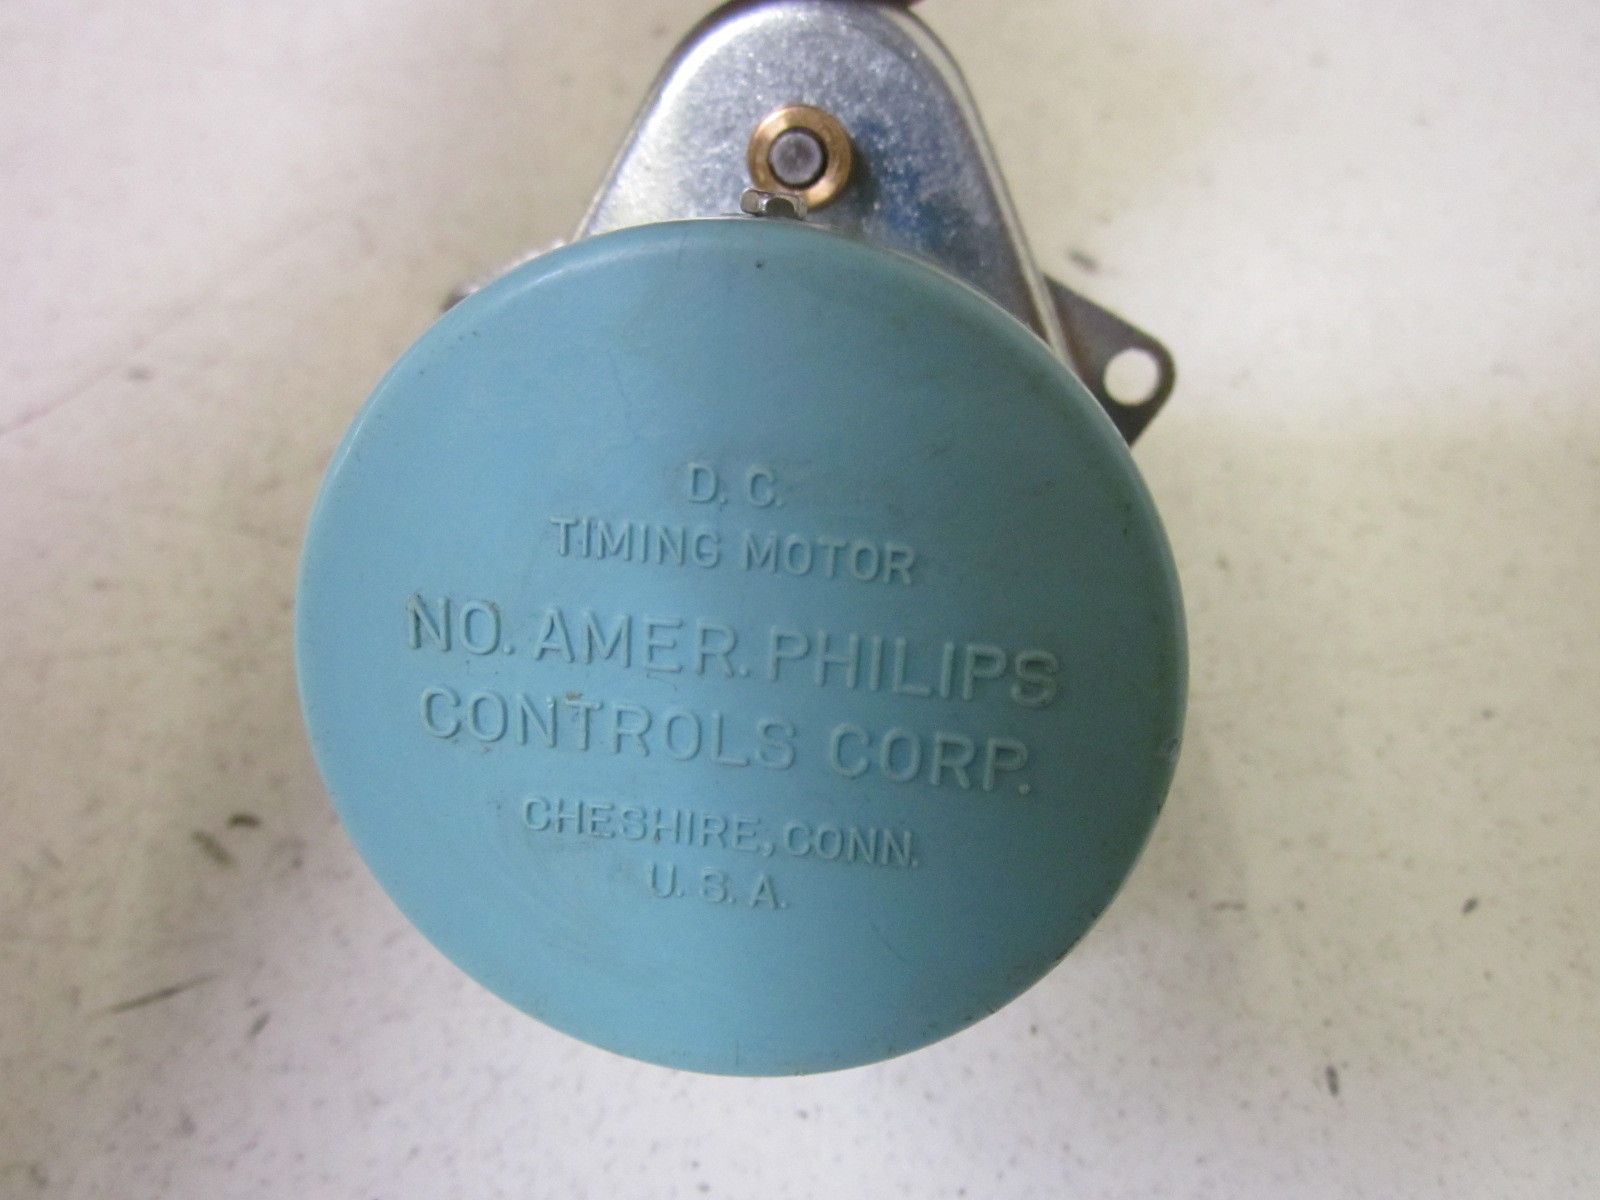 D. C.
TIMING MOTOR
NO. AMER. PHILIPS
CONTROLS CORP.
CHESHIRE, CONN.
U. S. A.